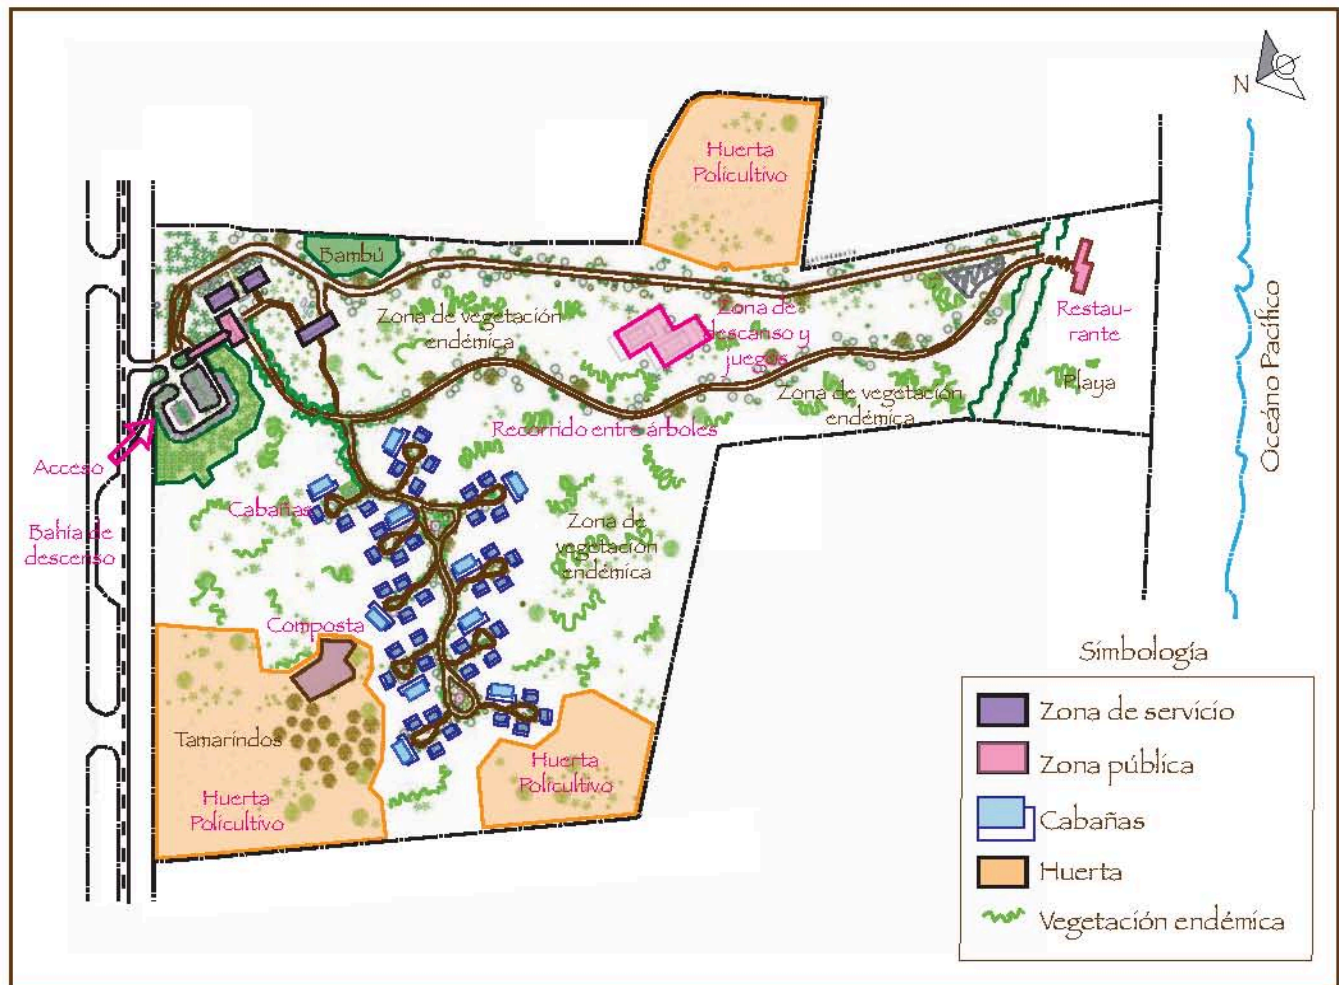 N
Huerta
Policultivo
Bambú
Zona de vegetación
endémica
Zona de
descanso y
juegos
Restau-
rante
Zona de vegetación
endémica
Playa
Océano Pacífico
Recorrido entre árboles
Acceso
Cabañas
Bahía de
descenso
Zona de
vegetación
endémica
Composta
Tamarindos
Huerta
Policultivo
Huerta
Policultivo
Simbología
Zona de servicio
Zona pública
Cabañas
Huerta
Vegetación endémica